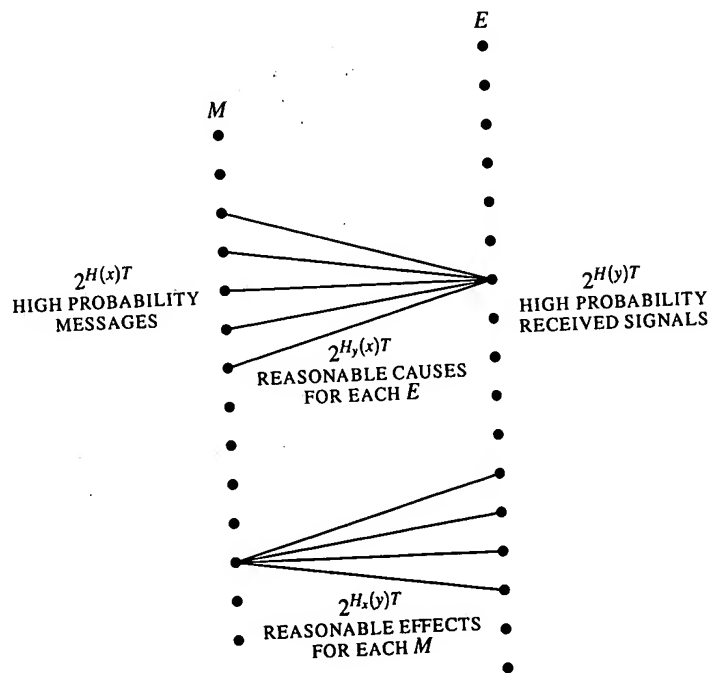 E
M
2^{H(x)T}
HIGH PROBABILITY
MESSAGES
2^{H(y)T}
HIGH PROBABILITY
RECEIVED SIGNALS
2^{H_y(x)T}
REASONABLE CAUSES
FOR EACH E
2^{H_x(y)T}
REASONABLE EFFECTS
FOR EACH M